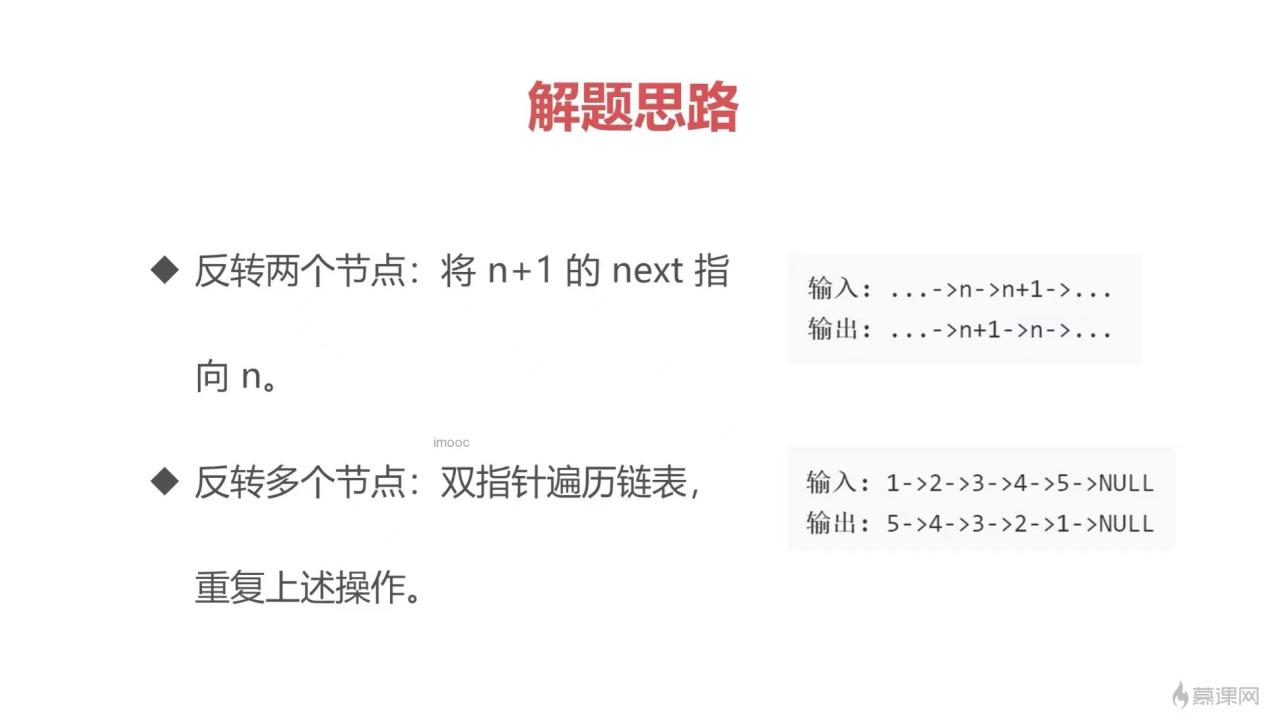 解题思路
◆ 反转两个节点：将 n+1 的 next 指
向 n。
输入: ...->n->n+1->...
输出: ...->n+1->n->...
imooc
◆ 反转多个节点：双指针遍历链表，
重复上述操作。
输入: 1->2->3->4->5->NULL
输出: 5->4->3->2->1->NULL
慕课网